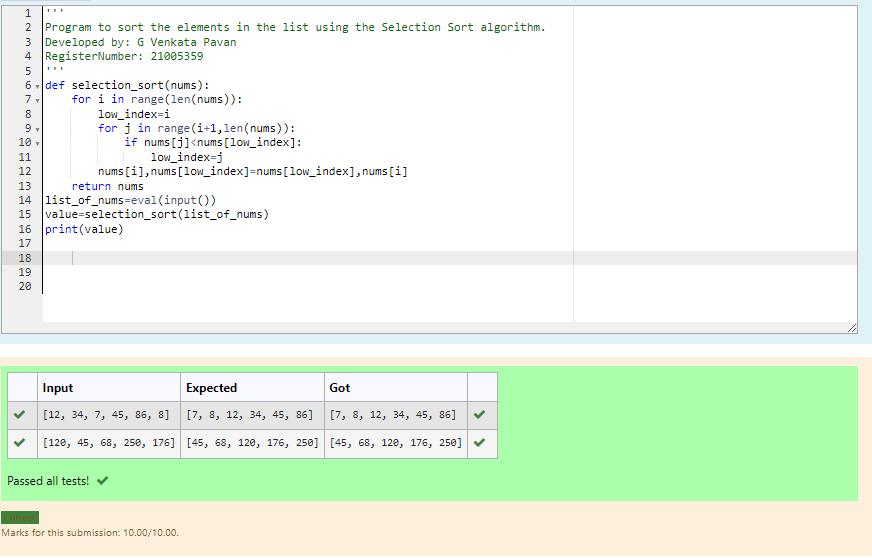 1 '''
2 Program to sort the elements in the list using the Selection Sort algorithm.
3 Developed by: G Venkata Pavan
4 RegisterNumber: 21005359
5 '''
6 def selection_sort(nums):
7     for i in range(len(nums)):
8         low_index=i
9         for j in range(i+1,len(nums)):
10             if nums[j]<nums[low_index]:
11                 low_index=j
12         nums[i],nums[low_index]=nums[low_index],nums[i]
13     return nums
14 list_of_nums=eval(input())
15 value=selection_sort(list_of_nums)
16 print(value)
17
18
19
20
Input Expected Got
[12, 34, 7, 45, 86, 8] [7, 8, 12, 34, 45, 86] [7, 8, 12, 34, 45, 86]
[120, 45, 68, 250, 176] [45, 68, 120, 176, 250] [45, 68, 120, 176, 250]
Passed all tests!
Correct
Marks for this submission: 10.00/10.00.